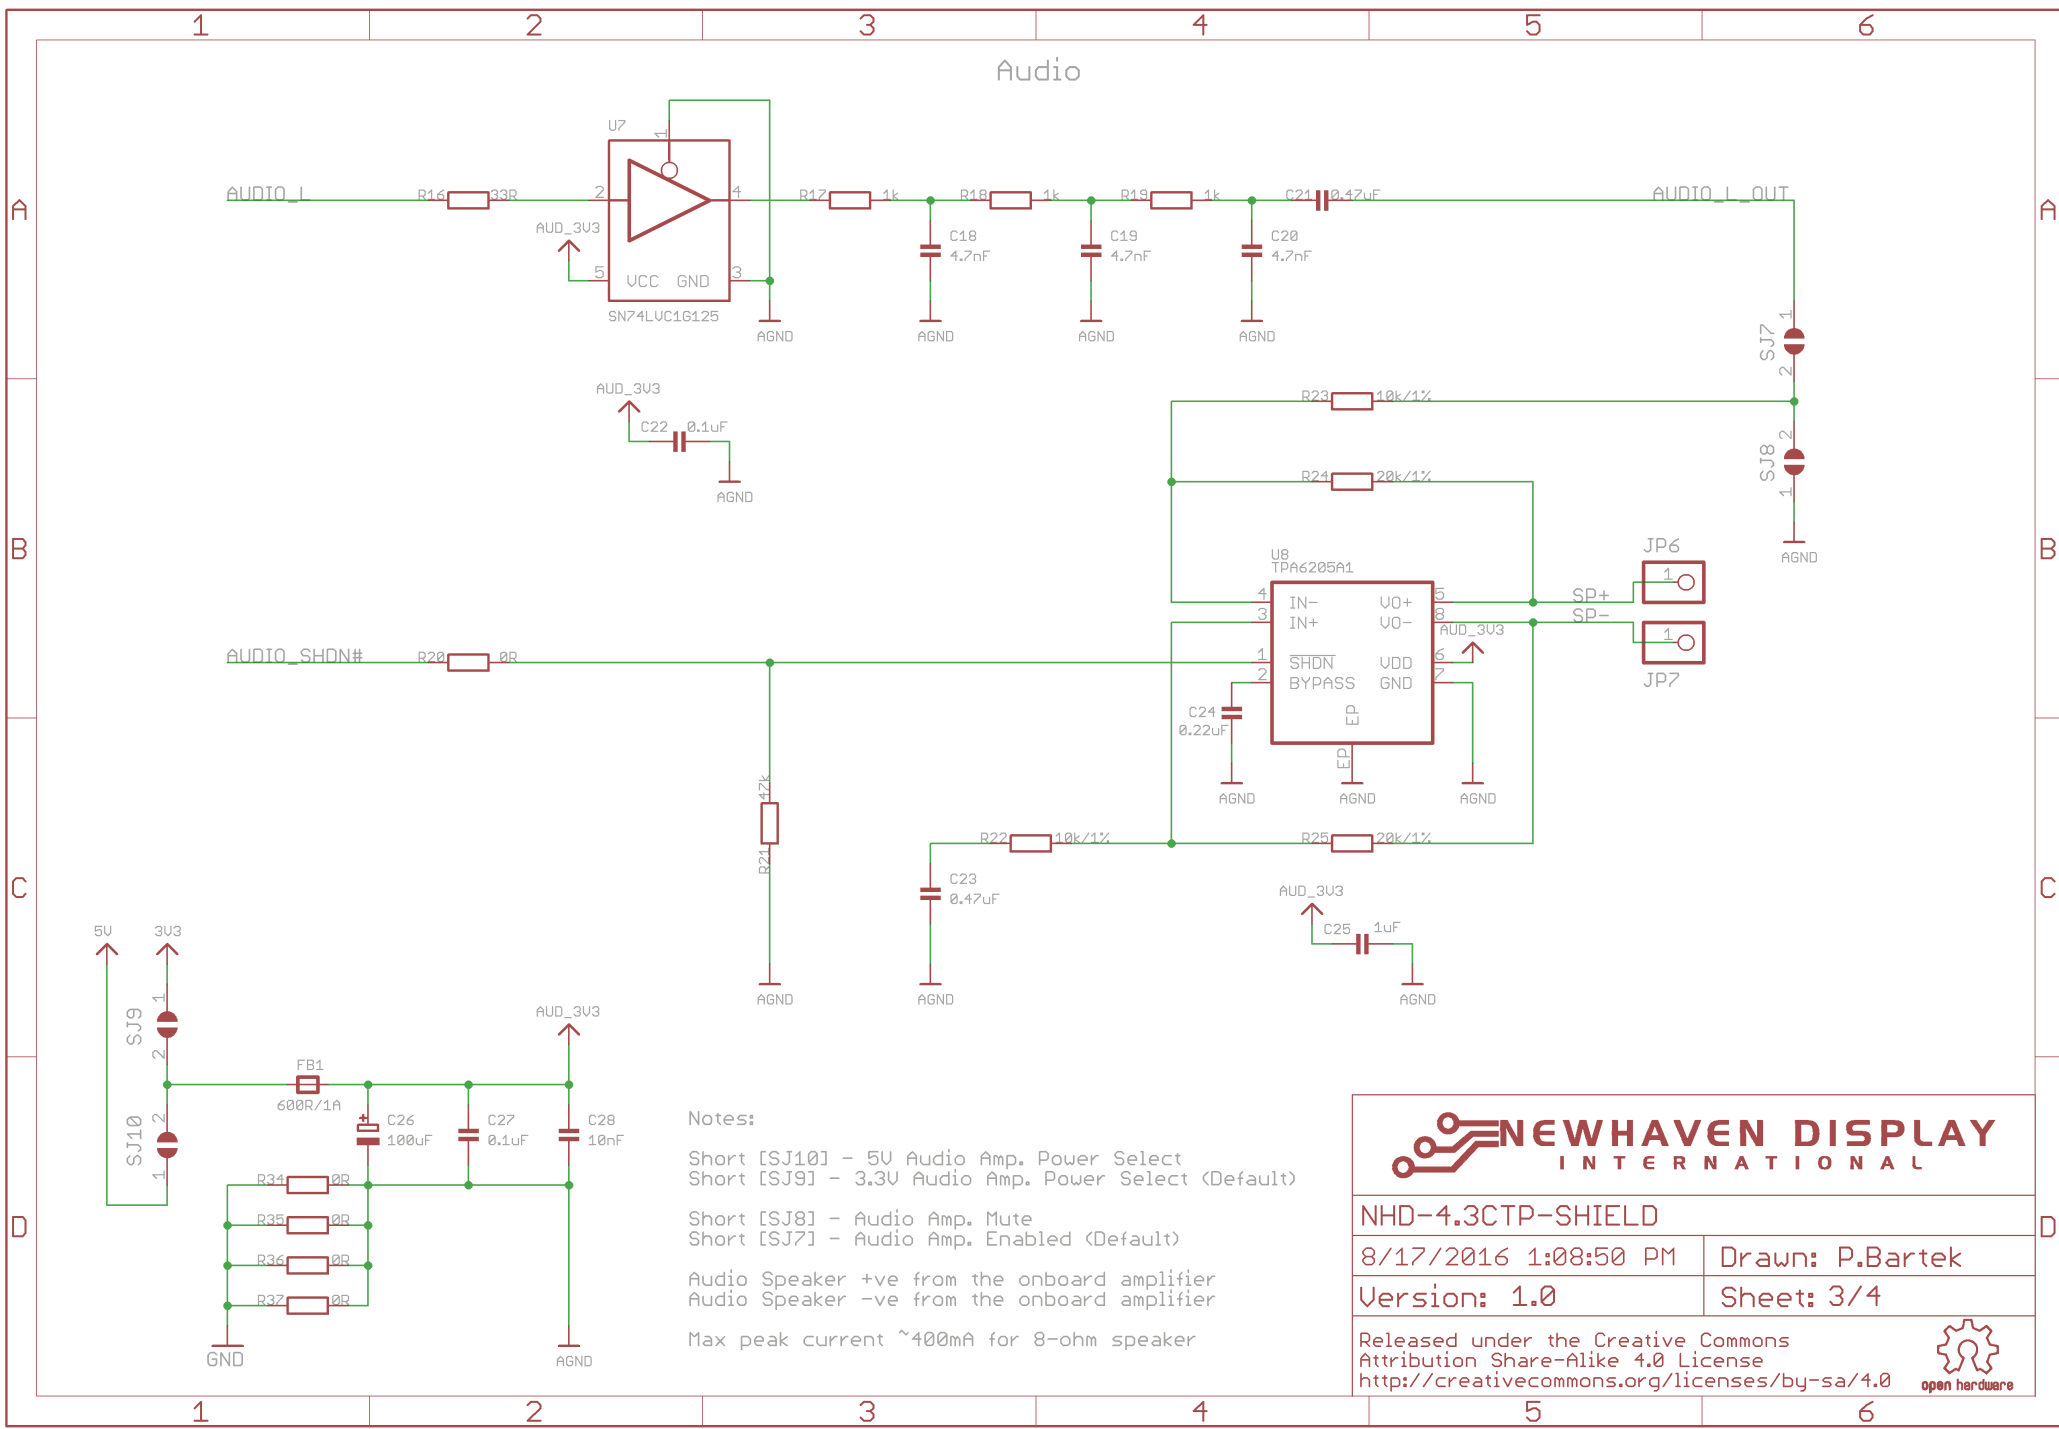 1 2 3 4 5 6
Audio
A
A
U7
1
AUDIO_L
R16 33R
2
4
R17 1k
R18 1k
R19 1k
C21 0.47uF
AUDIO_L_OUT
AUD_3V3
C18
4.7nF
C19
4.7nF
C20
4.7nF
5 VCC GND 3
SN74LVC1G125
AGND
AGND
AGND
AGND
1
SJ7
2
AUD_3V3
C22 0.1uF
AGND
R23 10k/1%
2
SJ8
1
AGND
R24 20k/1%
B
B
U8
TPA6205A1
JP6
1
4 IN- VO+ 5
SP+
3 IN+ VO- 8
SP-
AUD_3V3
1
JP7
AUDIO_SHDN#
R20 0R
1 SHDN VDD 6
2 BYPASS GND 7
EP
EP
C24
0.22uF
AGND
AGND
AGND
47k
R21
AGND
R22 10k/1%
R25 20k/1%
C23
0.47uF
AGND
C
C
AUD_3V3
C25 1uF
AGND
5V
3V3
1
SJ9
2
AUD_3V3
FB1
600R/1A
2
SJ10
1
C26
100uF
C27
0.1uF
C28
10nF
R34 0R
R35 0R
R36 0R
R37 0R
GND
AGND
D
D
Notes:
Short [SJ10] - 5V Audio Amp. Power Select
Short [SJ9] - 3.3V Audio Amp. Power Select (Default)
Short [SJ8] - Audio Amp. Mute
Short [SJ7] - Audio Amp. Enabled (Default)
Audio Speaker +ve from the onboard amplifier
Audio Speaker -ve from the onboard amplifier
Max peak current ~400mA for 8-ohm speaker
NEWHAVEN DISPLAY
INTERNATIONAL
NHD-4.3CTP-SHIELD
8/17/2016 1:08:50 PM
Drawn: P.Bartek
Version: 1.0
Sheet: 3/4
Released under the Creative Commons
Attribution Share-Alike 4.0 License
http://creativecommons.org/licenses/by-sa/4.0
open hardware
1 2 3 4 5 6